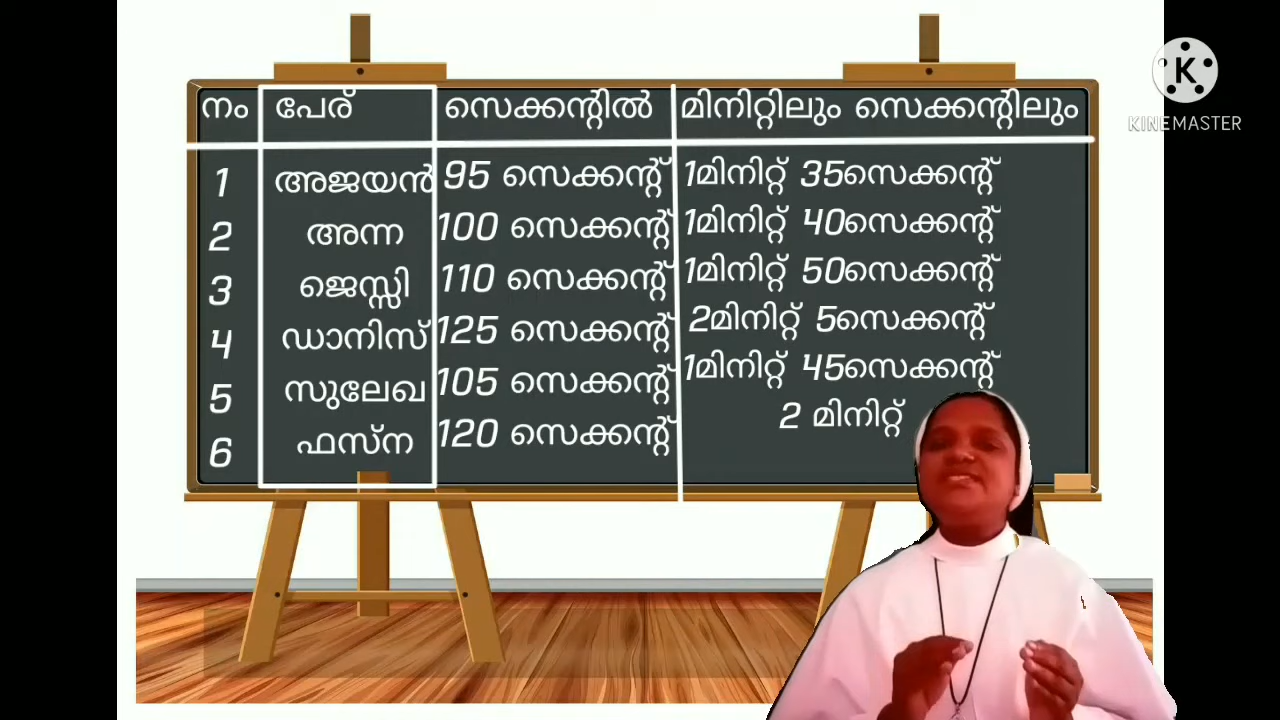 നം പേര് സെക്കന്റിൽ മിനിറ്റിലും സെക്കന്റിലും
1 അജയൻ 95 സെക്കന്റ് 1മിനിറ്റ് 35സെക്കന്റ്
2 അന്ന 100 സെക്കന്റ് 1മിനിറ്റ് 40സെക്കന്റ്
3 ജെസ്സി 110 സെക്കന്റ് 1മിനിറ്റ് 50സെക്കന്റ്
4 ഡാനിസ് 125 സെക്കന്റ് 2മിനിറ്റ് 5സെക്കന്റ്
5 സുലേഖ 105 സെക്കന്റ് 1മിനിറ്റ് 45സെക്കന്റ്
6 ഫസ്ന 120 സെക്കന്റ് 2 മിനിറ്റ്
K
KINEMASTER